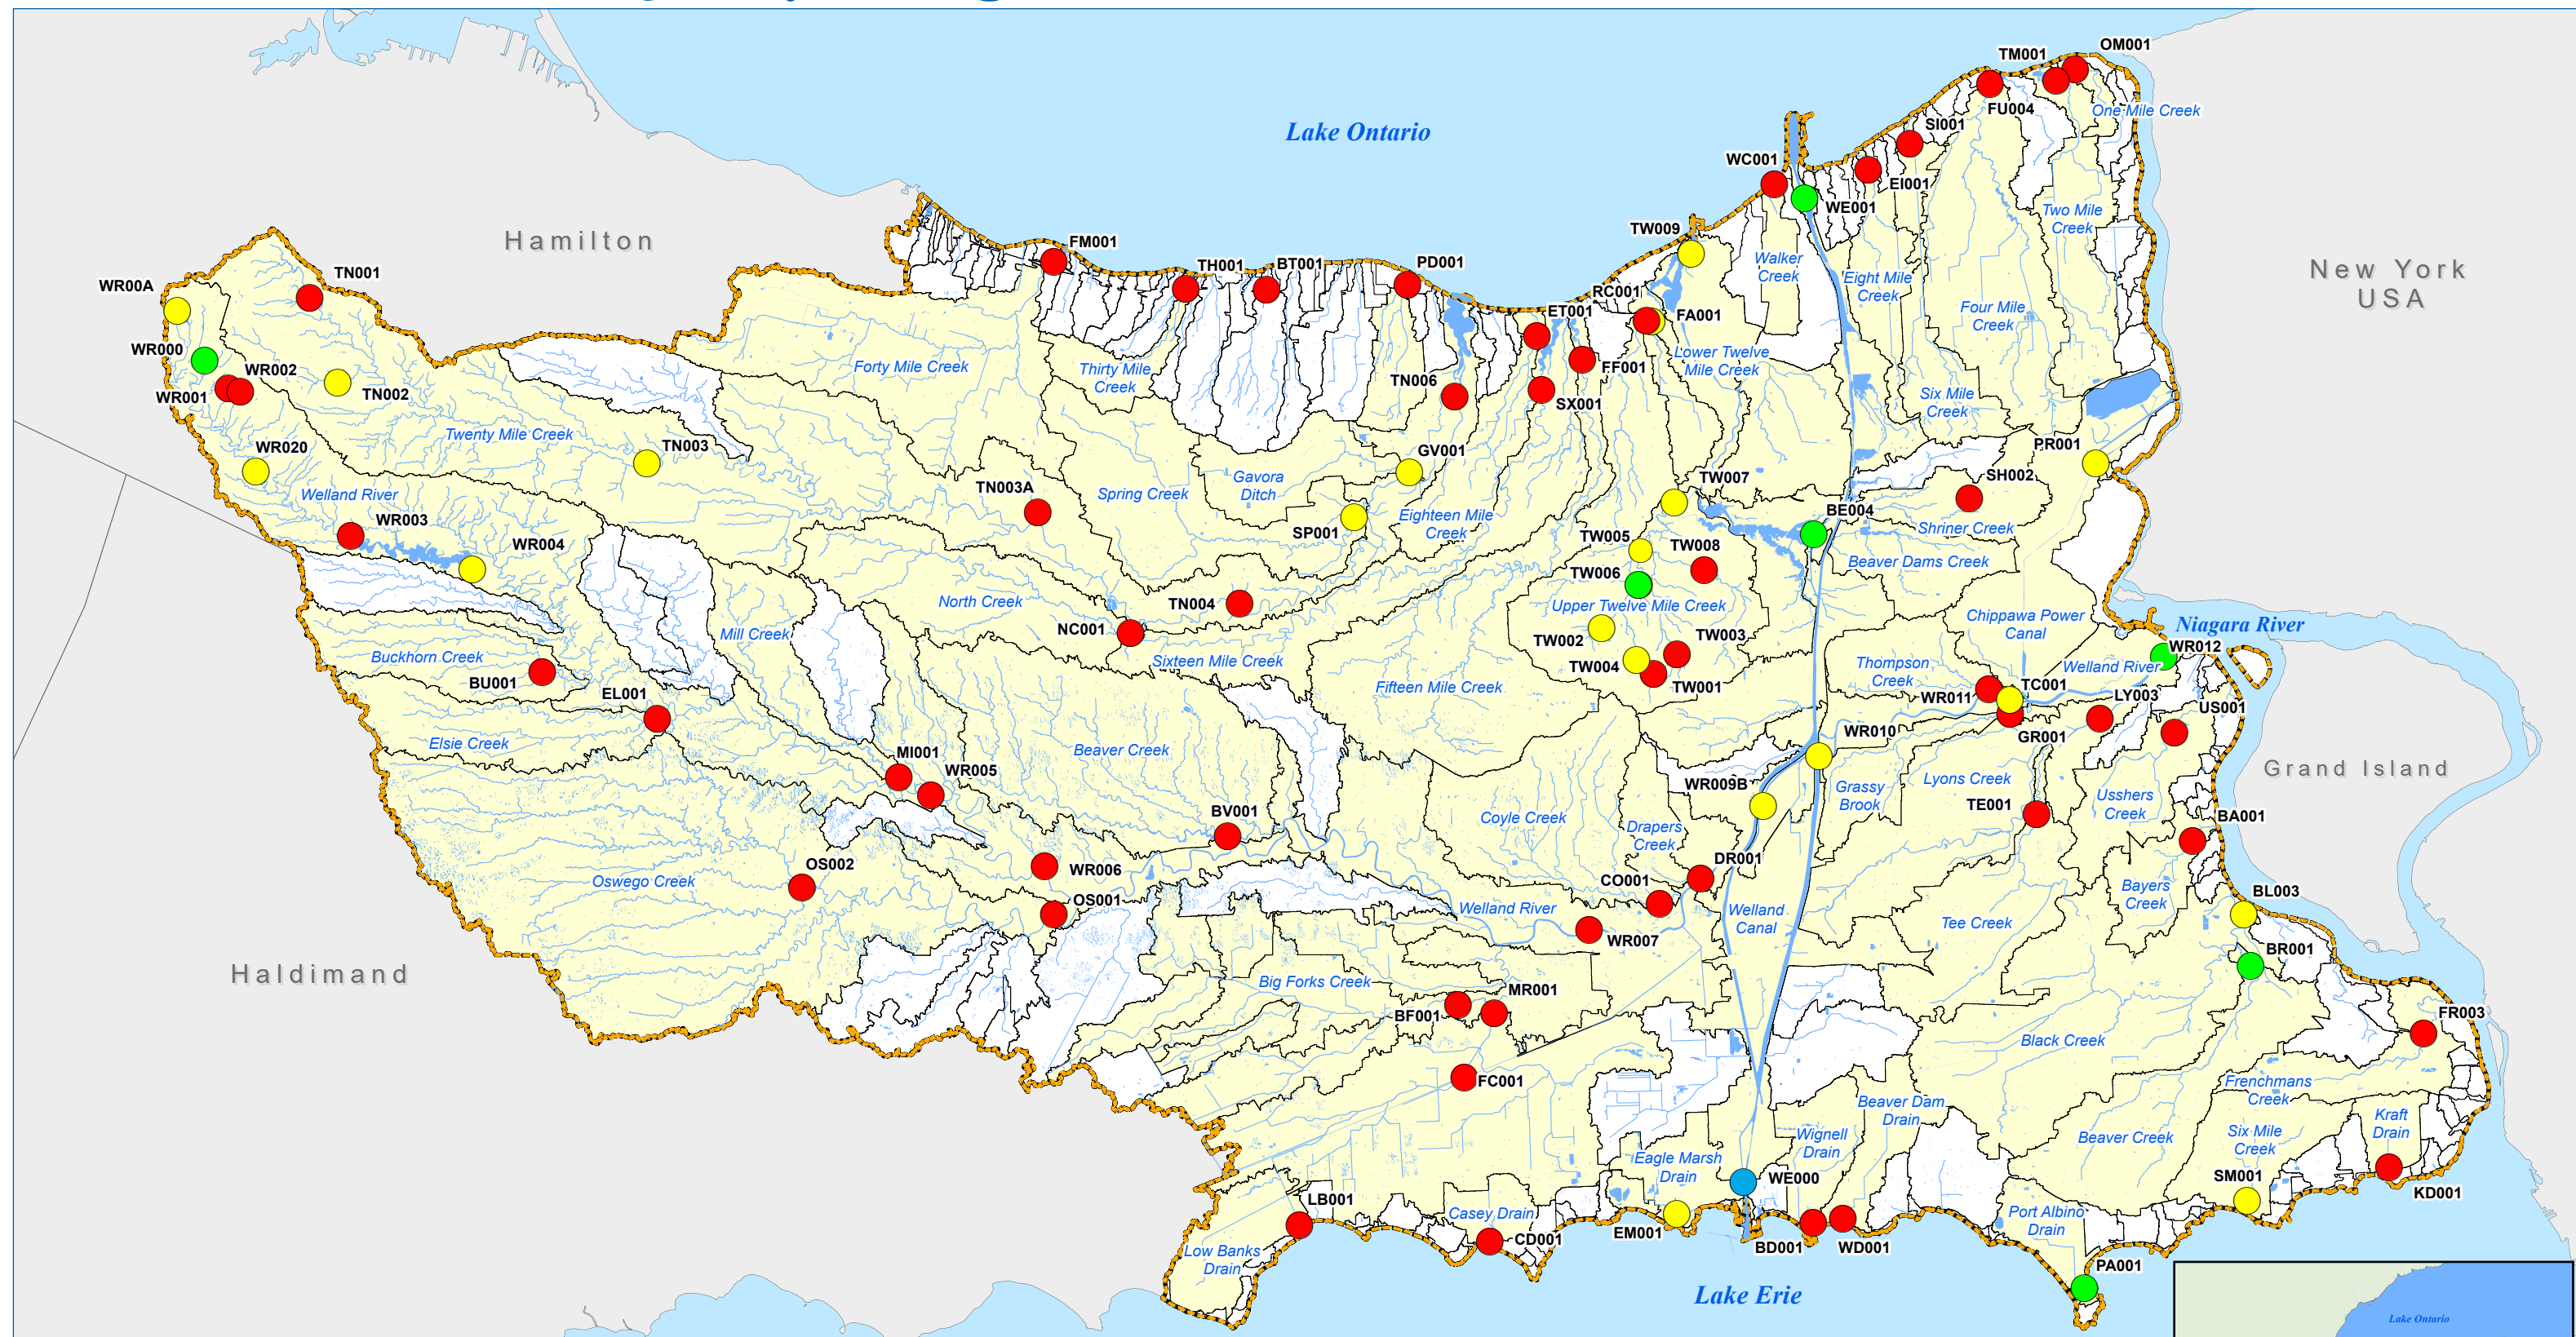 OM001
TM001
FU004
One Mile Creek
SI001
Lake Ontario
WC001
EI001
WE001
Two Mile
Creek
TW009
Hamilton
FM001
TH001
BT001
PD001
Walker
Creek
New York
USA
WR00A
TN001
RC001
Eight Mile
Creek
ET001
FA001
Four Mile
Creek
WR000
WR002
WR001
TN002
Forty Mile Creek
Thirty Mile
Creek
TN006
FF001
Lower Twelve
Mile Creek
SX001
Six Mile
Creek
Twenty Mile Creek
TN003
WR020
GV001
PR001
Welland River
TN003A
Spring Creek
Gavora
Ditch
TW007
SH002
WR003
SP001
Eighteen Mile
Creek
BE004
Shriner Creek
WR004
TW005
TW008
Beaver Dams Creek
TW006
North Creek
TN004
Upper Twelve Mile Creek
Chippawa Power
Canal
Niagara River
NC001
Mill Creek
TW002
TW003
WR012
Buckhorn Creek
BU001
Sixteen Mile Creek
TW004
TW001
Thompson
Creek
Welland River
EL001
Fifteen Mile Creek
WR011
TC001
LY003
US001
Elsie Creek
MI001
Beaver Creek
WR010
GR001
WR005
WR009B
Grassy
Brook
Lyons Creek
Grand Island
TE001
Usshers
Creek
BV001
Coyle Creek
Drapers
Creek
BA001
OS002
WR006
DR001
Oswego Creek
CO001
Bayers
Creek
BL003
OS001
Welland River
WR007
Welland
Canal
Tee Creek
Haldimand
BR001
Big Forks Creek
MR001
BF001
FR003
Black Creek
FC001
Frenchmans
Creek
Beaver Dam
Drain
Kraft
Drain
Wignell
Drain
Beaver Creek
Six Mile
Creek
Eagle Marsh
Drain
WE000
SM001
KD001
LB001
Casey Drain
CD001
EM001
BD001
WD001
Port Albino
Drain
Low Banks
Drain
PA001
Lake Erie
Lake Ontario